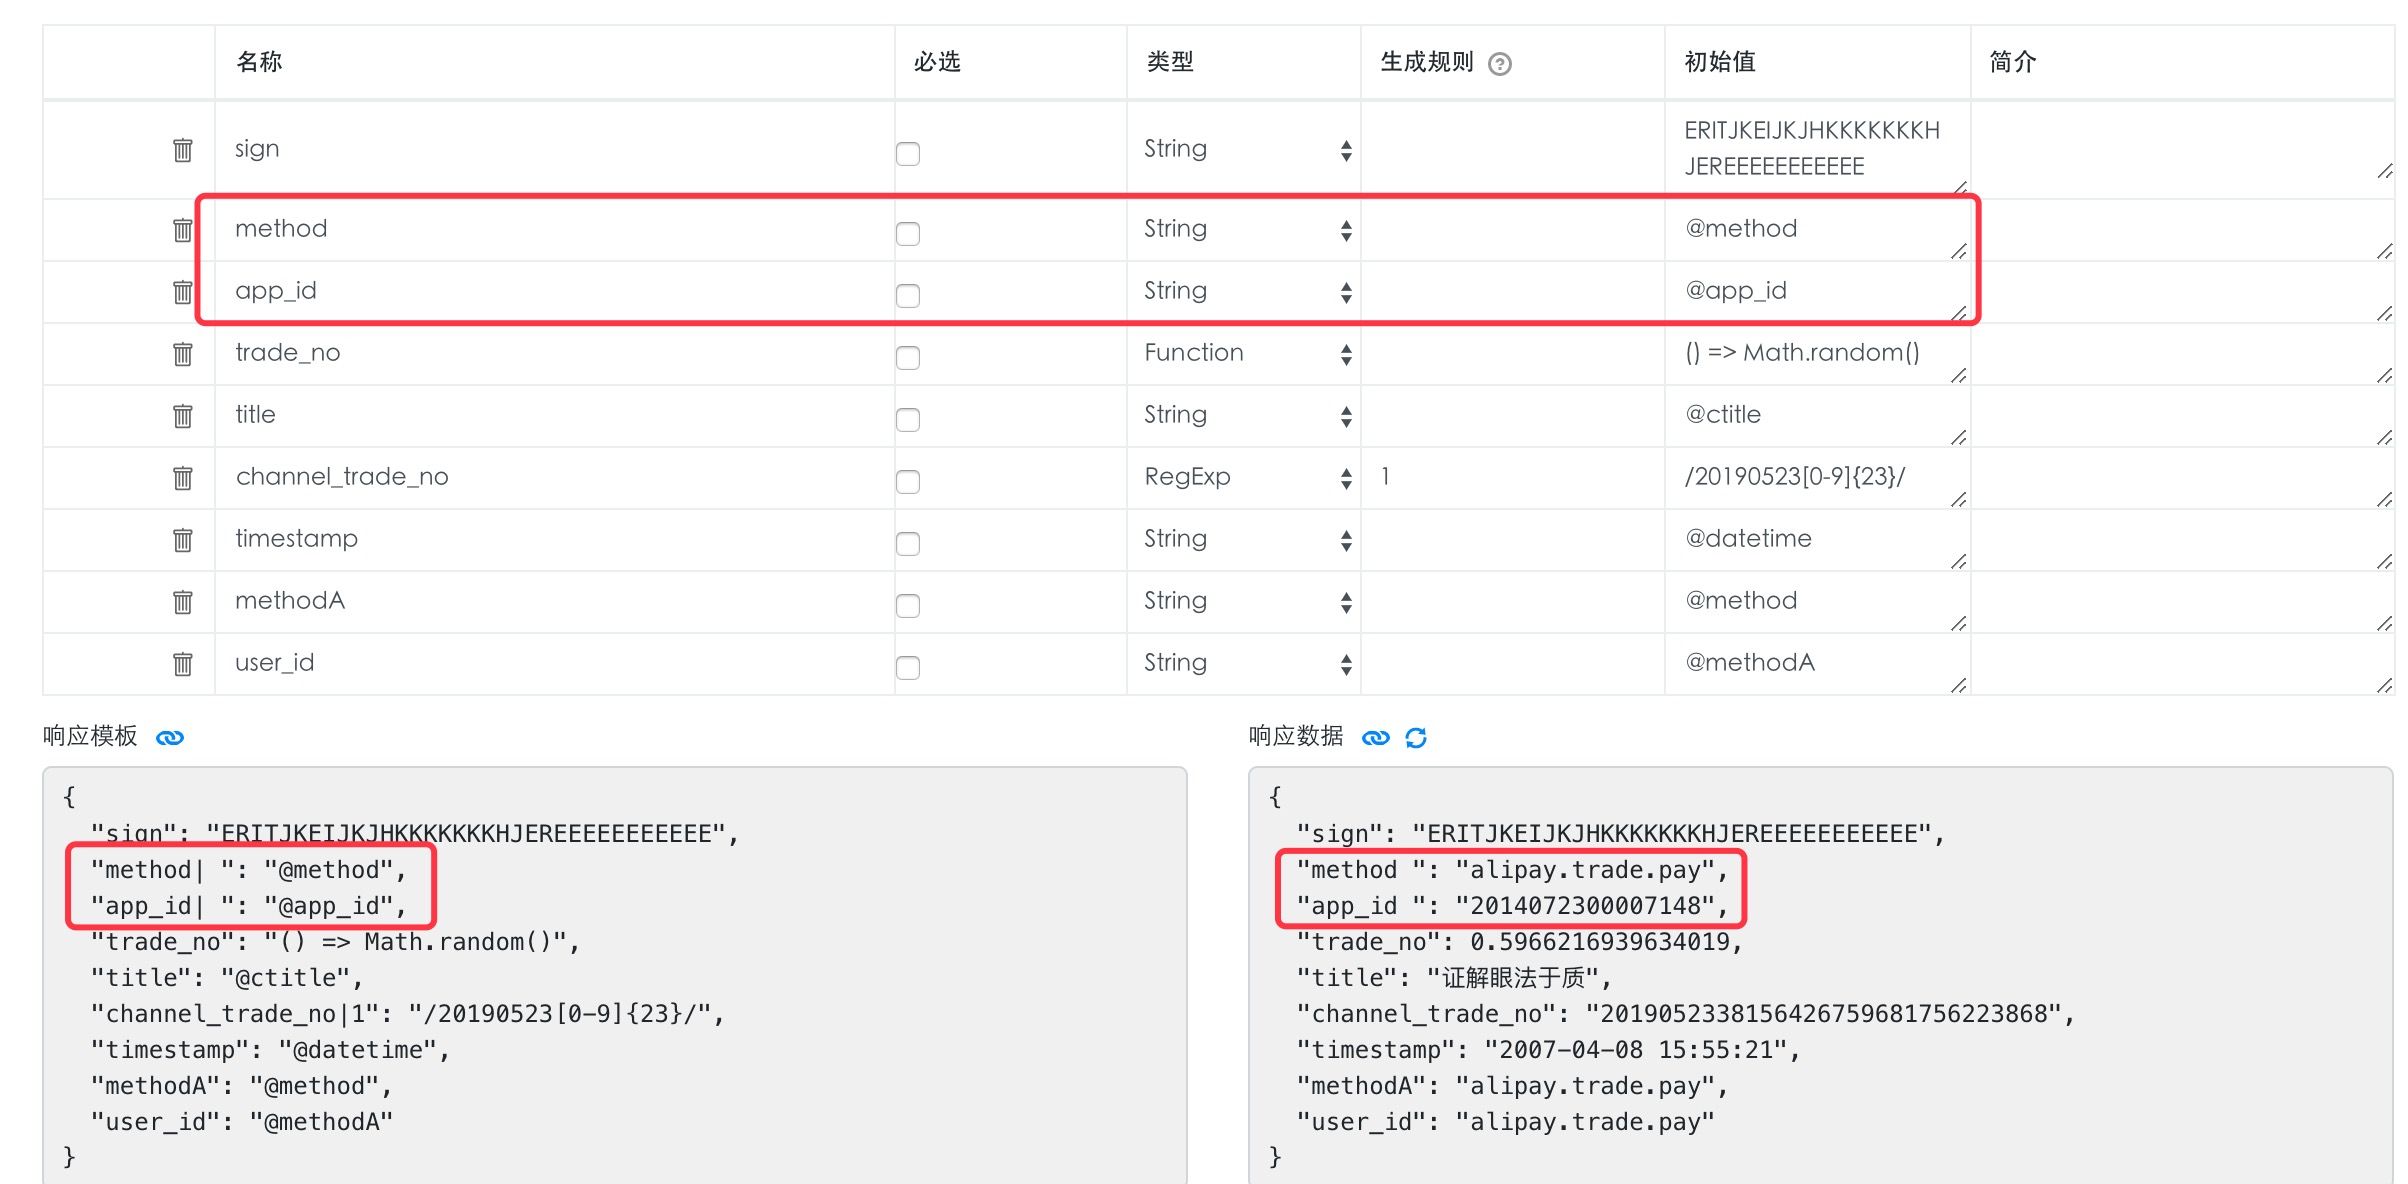 名称 必选 类型 生成规则 ? 初始值 简介
sign String ERITJKEIJKJHKKKKKKKH
JEREEEEEEEEEEE
method String @method
app_id String @app_id
trade_no Function () => Math.random()
title String @ctitle
channel_trade_no RegExp 1 /20190523[0-9]{23}/
timestamp String @datetime
methodA String @method
user_id String @methodA
响应模板
{
"sign": "ERITJKEIJKJHKKKKKKKHJEREEEEEEEEEEE",
"method| ": "@method",
"app_id| ": "@app_id",
"trade_no": "() => Math.random()",
"title": "@ctitle",
"channel_trade_no|1": "/20190523[0-9]{23}/",
"timestamp": "@datetime",
"methodA": "@method",
"user_id": "@methodA"
}
响应数据
{
"sign": "ERITJKEIJKJHKKKKKKKHJEREEEEEEEEEEE",
"method ": "alipay.trade.pay",
"app_id ": "2014072300007148",
"trade_no": 0.5966216939634019,
"title": "证解眼法于质",
"channel_trade_no": "2019052338156426759681756223868",
"timestamp": "2007-04-08 15:55:21",
"methodA": "alipay.trade.pay",
"user_id": "alipay.trade.pay"
}